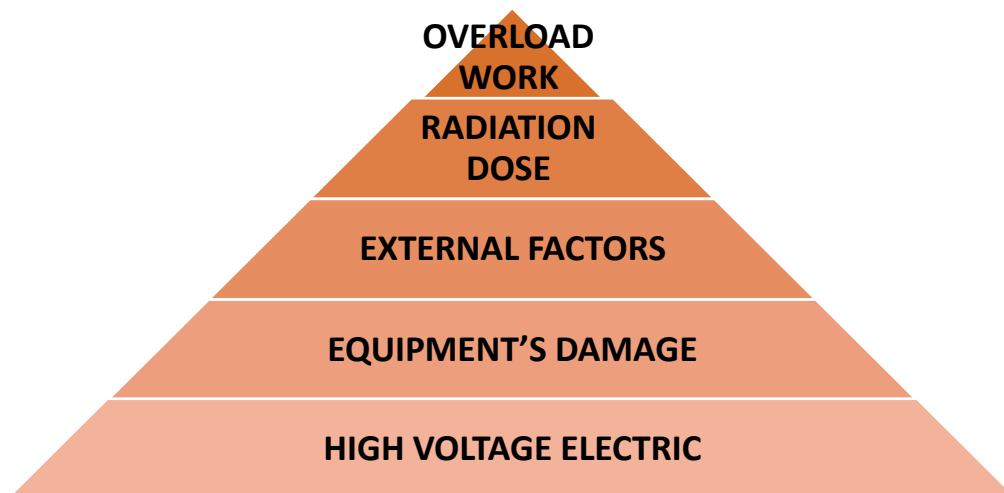 OVERLOAD
WORK
RADIATION
DOSE
EXTERNAL FACTORS
EQUIPMENT’S DAMAGE
HIGH VOLTAGE ELECTRIC